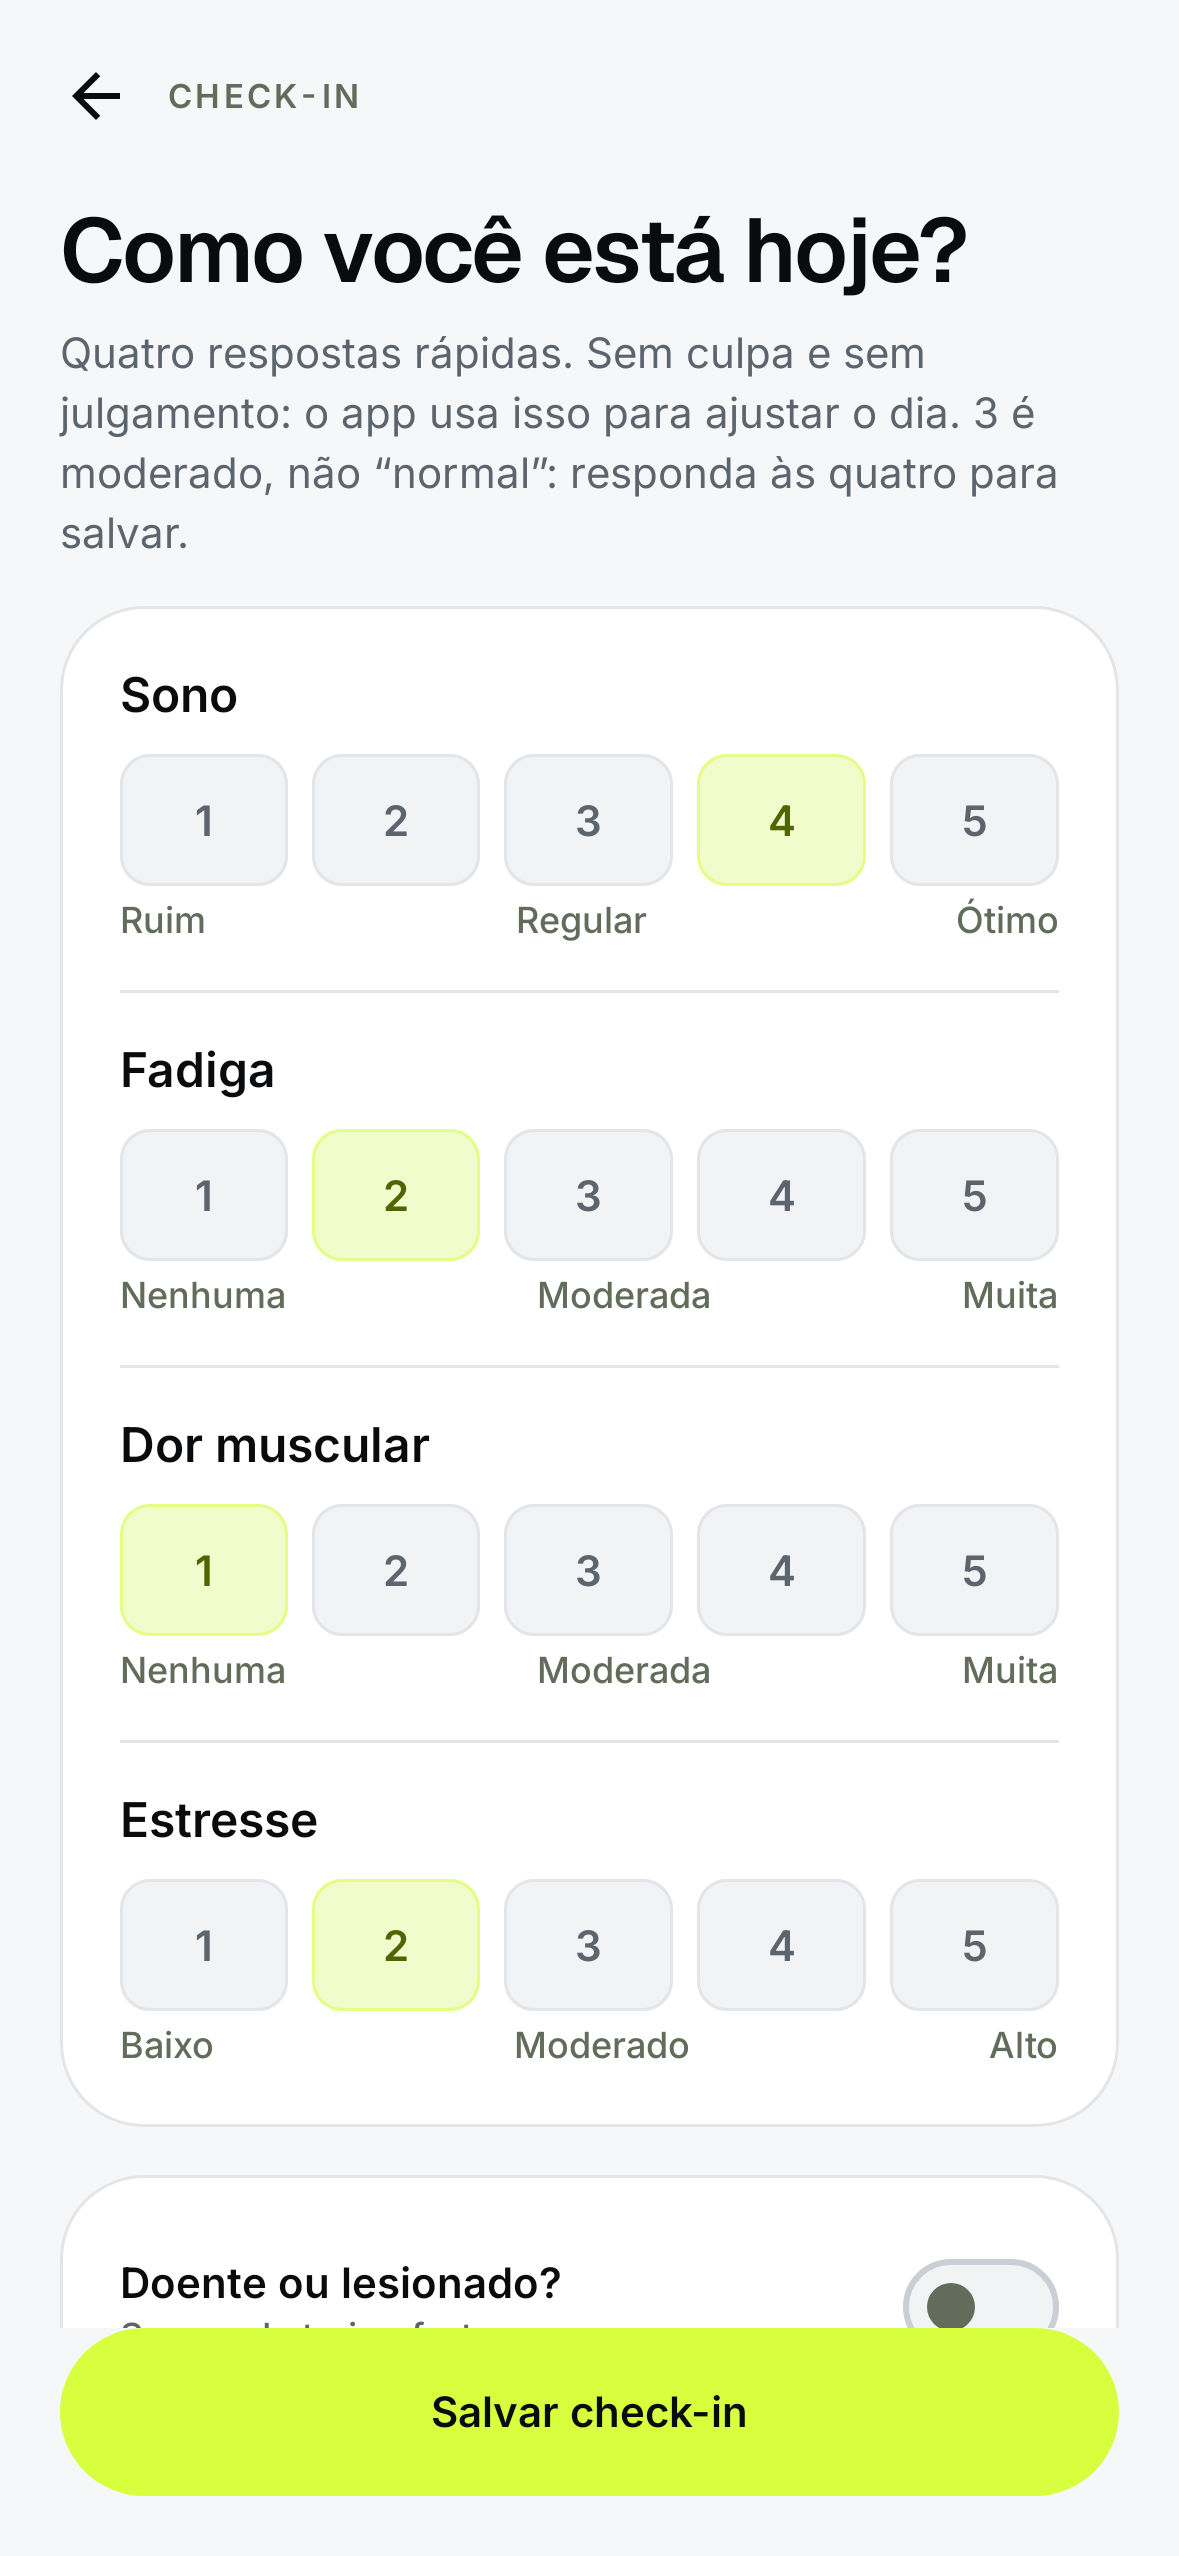 CHECK-IN
Como você está hoje?
Quatro respostas rápidas. Sem culpa e sem
julgamento: o app usa isso para ajustar o dia. 3 é
moderado, não “normal”: responda às quatro para
salvar.
Sono
1 2 3 4 5
Ruim Regular Ótimo
Fadiga
1 2 3 4 5
Nenhuma Moderada Muita
Dor muscular
1 2 3 4 5
Nenhuma Moderada Muita
Estresse
1 2 3 4 5
Baixo Moderado Alto
Doente ou lesionado?
Salvar check-in